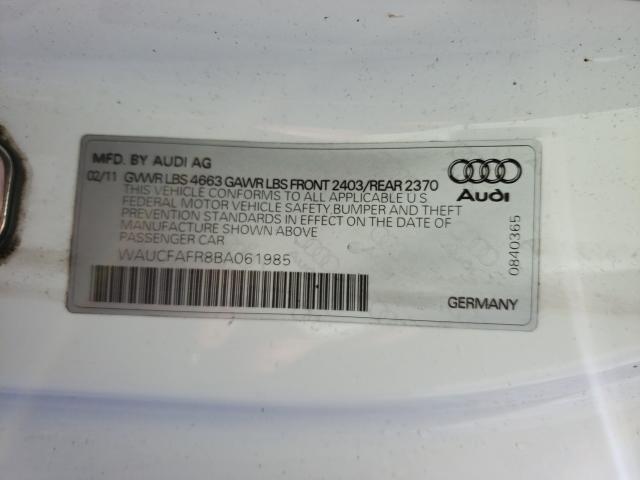 MFD. BY AUDI AG
02/11 GVWR LBS 4663 GAWR LBS FRONT 2403/REAR 2370
THIS VEHICLE CONFORMS TO ALL APPLICABLE U S
FEDERAL MOTOR VEHICLE SAFETY BUMPER AND THEFT
PREVENTION STANDARDS IN EFFECT ON THE DATE OF
MANUFACTURE SHOWN ABOVE
PASSENGER CAR
WAUCFAFR8BA061985
Audi
0840365
GERMANY